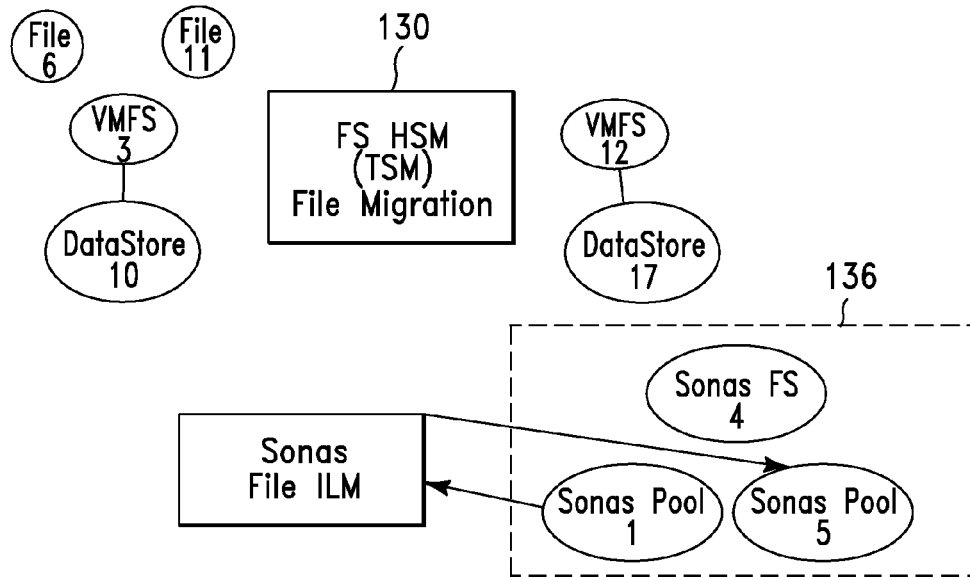 File
6
File
11
130
VMFS
3
FS HSM
(TSM)
File Migration
VMFS
12
DataStore
10
DataStore
17
136
Sonas FS
4
Sonas
File ILM
Sonas Pool
1
Sonas Pool
5